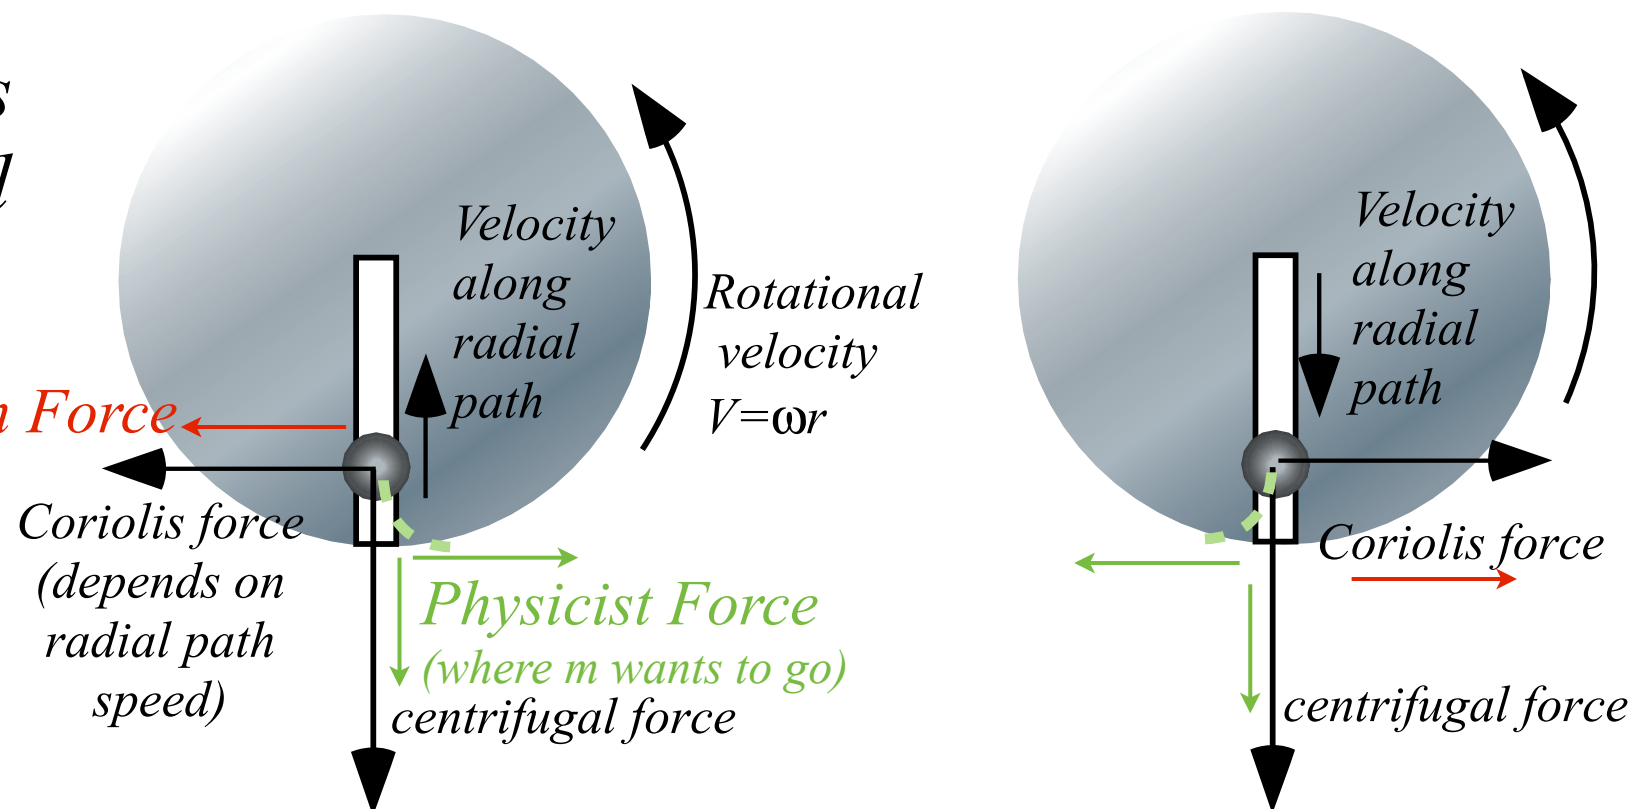 Velocity
along
radial
path
Rotational
velocity
V=ωr
Force
Coriolis force
(depends on
radial path
speed)
Physicist Force
(where m wants to go)
centrifugal force
Velocity
along
radial
path
Coriolis force
centrifugal force